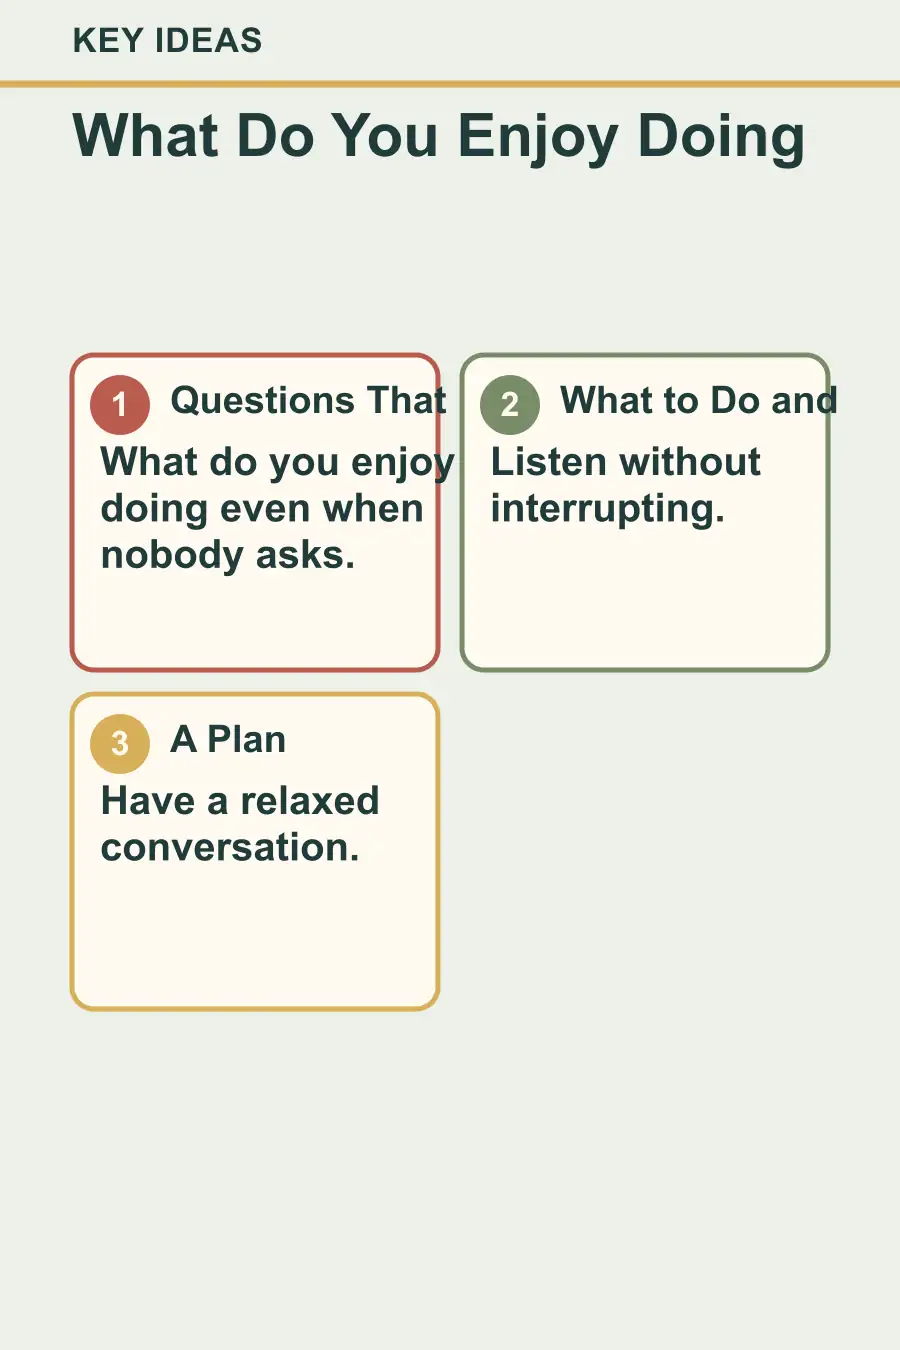 KEY IDEAS
What Do You Enjoy Doing
1 Questions That
What do you enjoy
doing even when
nobody asks.
2 What to Do and
Listen without
interrupting.
3 A Plan
Have a relaxed
conversation.